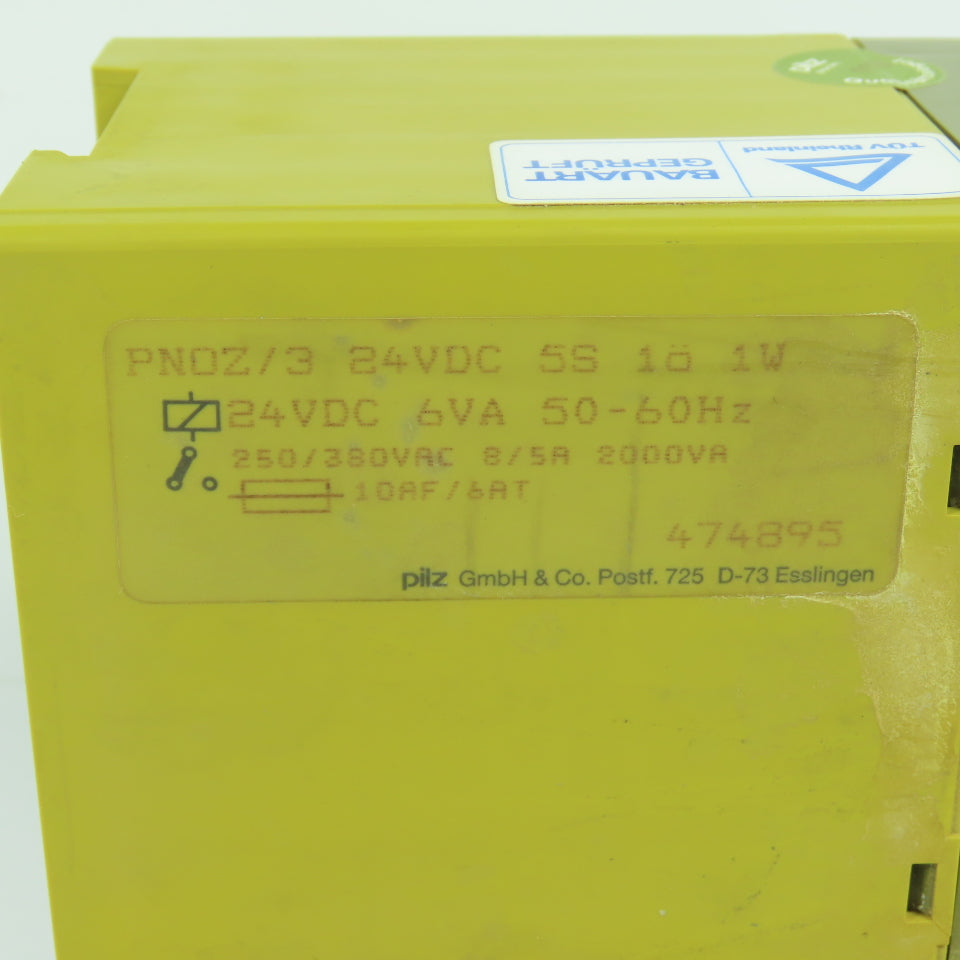 TÜV Rheinland
BAUART
GEPRÜFT
PNOZ/3 24VDC 5S 1ö 1W
24VDC 6VA 50-60Hz
250/380VAC 8/5A 2000VA
10AF/6AT
474895
pilz GmbH & Co. Postf. 725 D-73 Esslingen